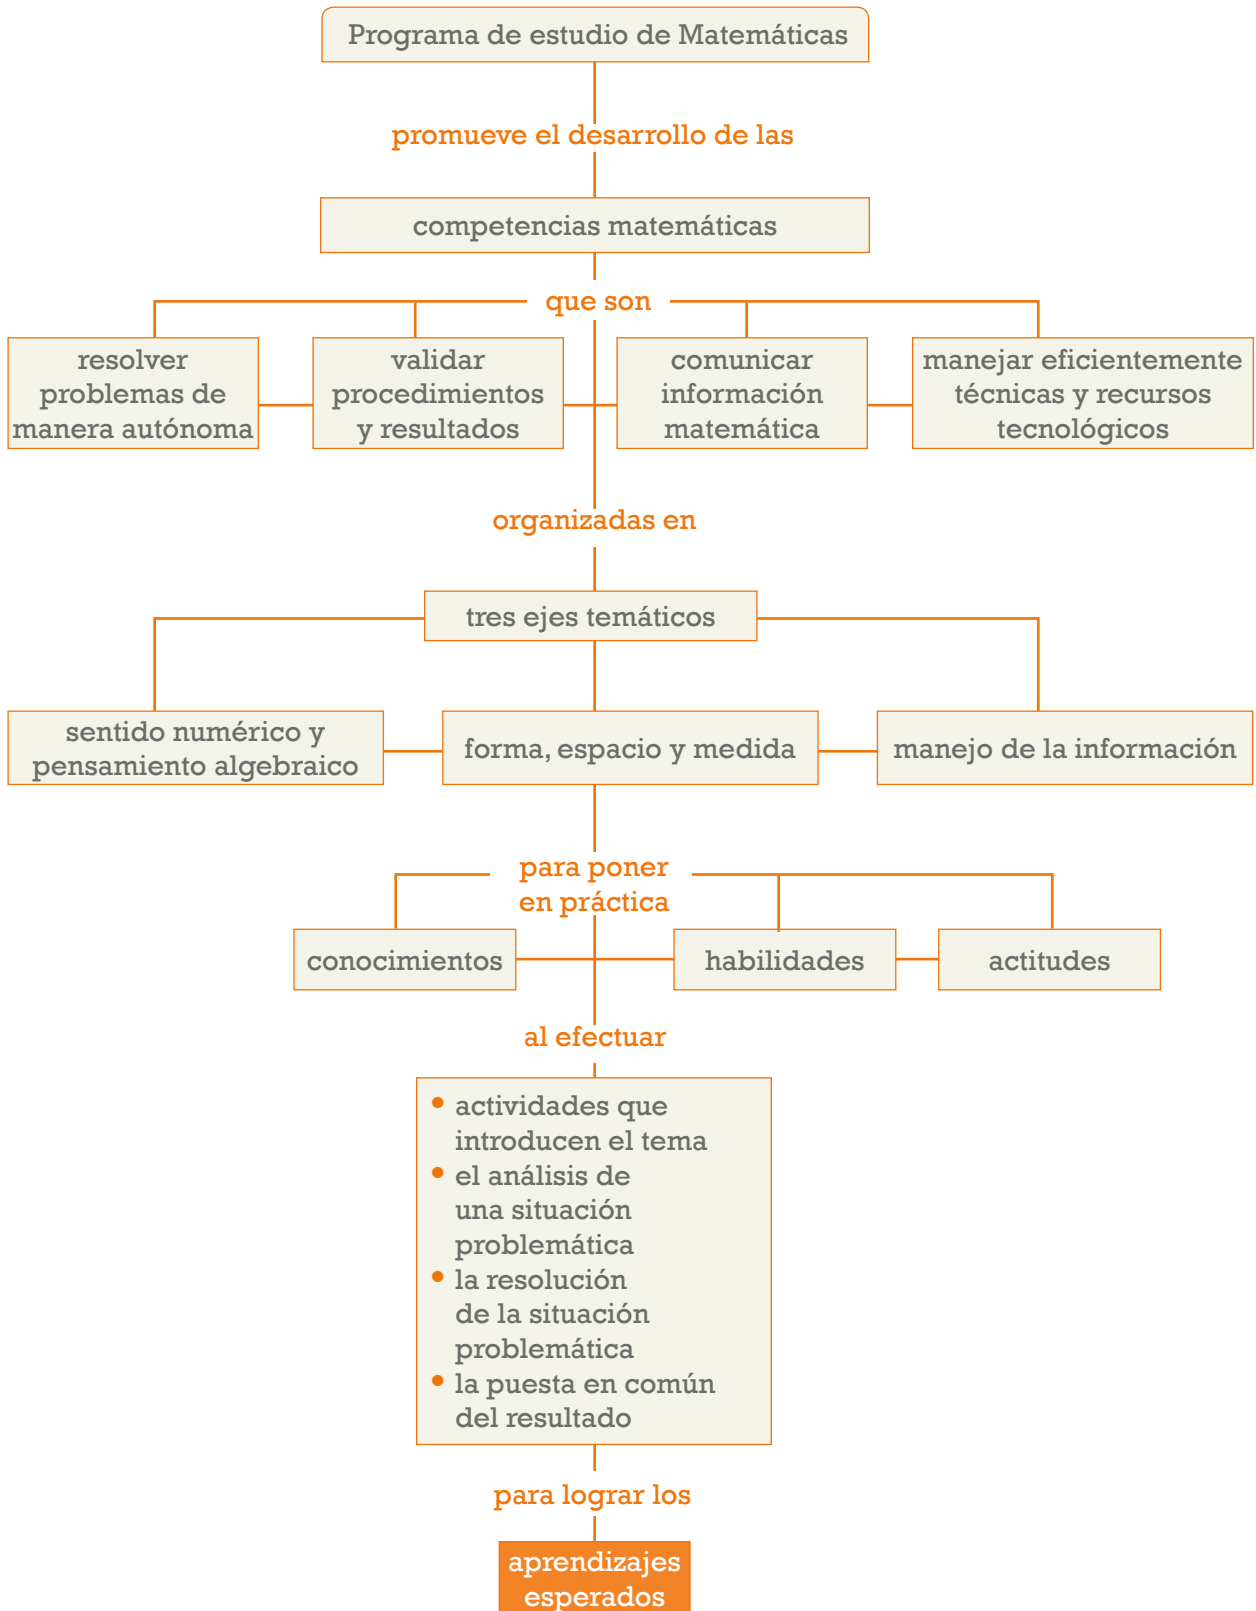 Programa de estudio de Matemáticas
promueve el desarrollo de las
competencias matemáticas
que son
resolver
problemas de
manera autónoma
validar
procedimientos
y resultados
comunicar
información
matemática
manejar eficientemente
técnicas y recursos
tecnológicos
organizadas en
tres ejes temáticos
sentido numérico y
pensamiento algebraico
forma, espacio y medida
manejo de la información
para poner
en práctica
conocimientos
habilidades
actitudes
al efectuar
• actividades que
introducen el tema
• el análisis de
una situación
problemática
• la resolución
de la situación
problemática
• la puesta en común
del resultado
para lograr los
aprendizajes
esperados